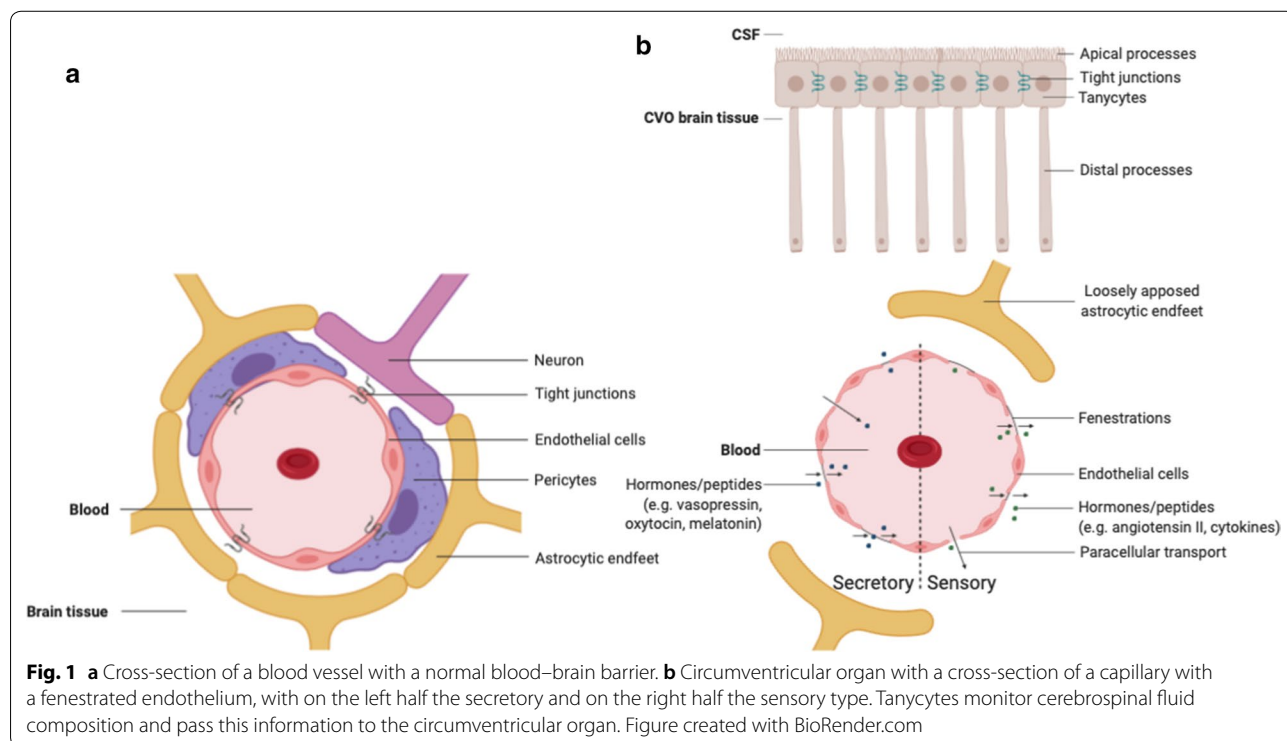 a
Neuron
Tight junctions
Endothelial cells
Pericytes
Blood
Astrocytic endfeet
Brain tissue
b
CSF
Apical processes
Tight junctions
Tanycytes
CVO brain tissue
Distal processes
Loosely apposed
astrocytic endfeet
Fenestrations
Blood
Endothelial cells
Hormones/peptides
(e.g. vasopressin,
oxytocin, melatonin)
Hormones/peptides
(e.g. angiotensin II, cytokines)
Paracellular transport
Secretory Sensory
Fig. 1 a Cross-section of a blood vessel with a normal blood–brain barrier. b Circumventricular organ with a cross-section of a capillary with
a fenestrated endothelium, with on the left half the secretory and on the right half the sensory type. Tanycytes monitor cerebrospinal fluid
composition and pass this information to the circumventricular organ. Figure created with BioRender.com